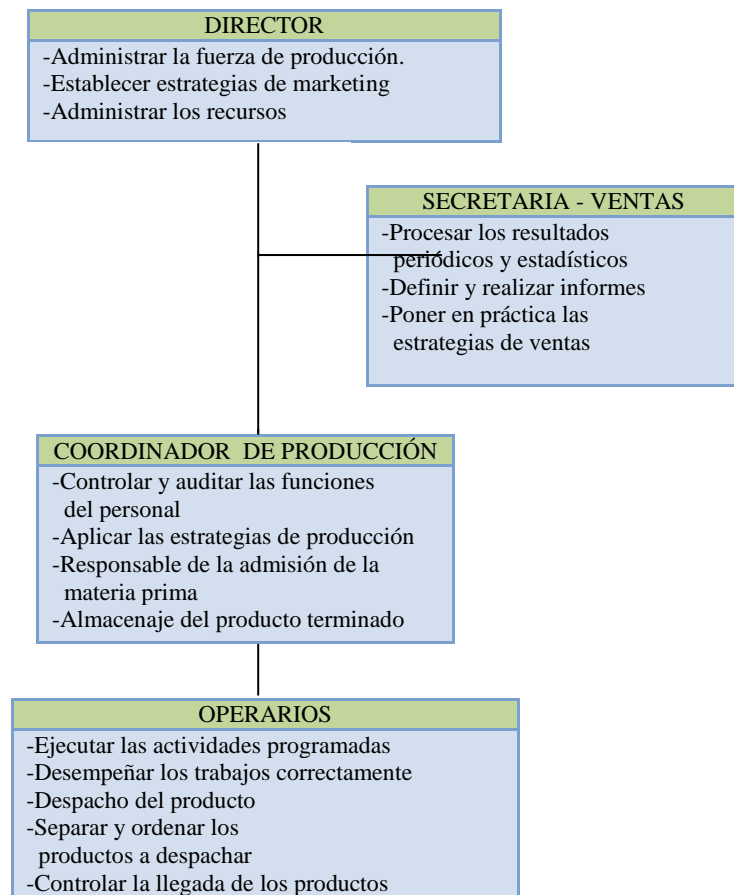 DIRECTOR
-Administrar la fuerza de producción.
-Establecer estrategias de marketing
-Administrar los recursos
SECRETARIA - VENTAS
-Procesar los resultados
periódicos y estadísticos
-Definir y realizar informes
-Poner en práctica las
estrategias de ventas
COORDINADOR DE PRODUCCIÓN
-Controlar y auditar las funciones
del personal
-Aplicar las estrategias de producción
-Responsable de la admisión de la
materia prima
-Almacenaje del producto terminado
OPERARIOS
-Ejecutar las actividades programadas
-Desempeñar los trabajos correctamente
-Despacho del producto
-Separar y ordenar los
productos a despachar
-Controlar la llegada de los productos